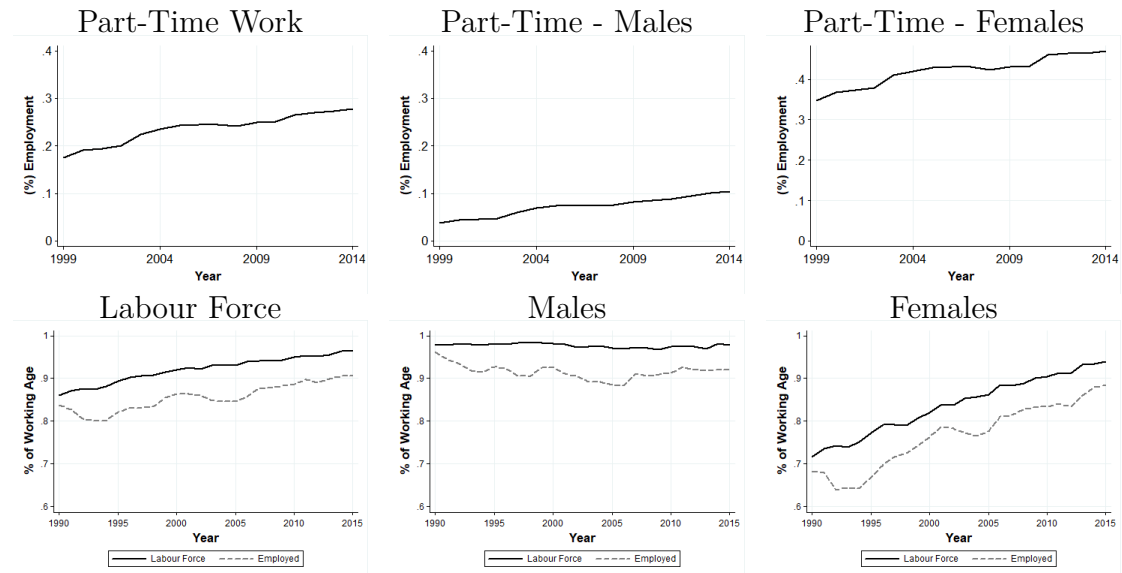 Part-Time Work
(%) Employment
.4
.3
.2
.1
0
1999 2004 2009 2014
Year
Part-Time - Males
(%) Employment
.4
.3
.2
.1
0
1999 2004 2009 2014
Year
Part-Time - Females
(%) Employment
.4
.3
.2
.1
0
1999 2004 2009 2014
Year
Labour Force
% of Working Age
1
.9
.8
.7
.6
1990 1995 2000 2005 2010 2015
Year
Labour Force Employed
Males
% of Working Age
1
.9
.8
.7
.6
1990 1995 2000 2005 2010 2015
Year
Labour Force Employed
Females
% of Working Age
1
.9
.8
.7
.6
1990 1995 2000 2005 2010 2015
Year
Labour Force Employed